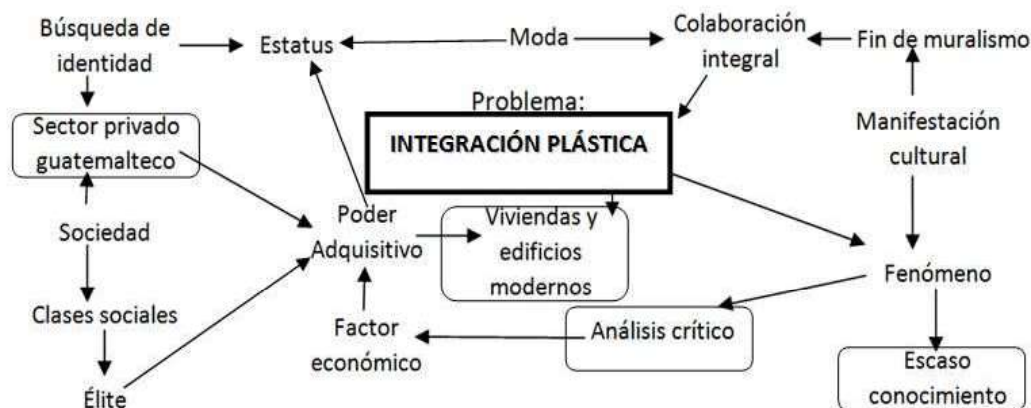 Búsqueda de
identidad
Estatus
Moda
Colaboración
integral
Fin de muralismo
Problema:
INTEGRACIÓN PLÁSTICA
Sector privado
guatemalteco
Manifestación
cultural
Sociedad
Poder
Adquisitivo
Viviendas y
edificios
modernos
Fenómeno
Clases sociales
Factor
económico
Análisis crítico
Élite
Escaso
conocimiento